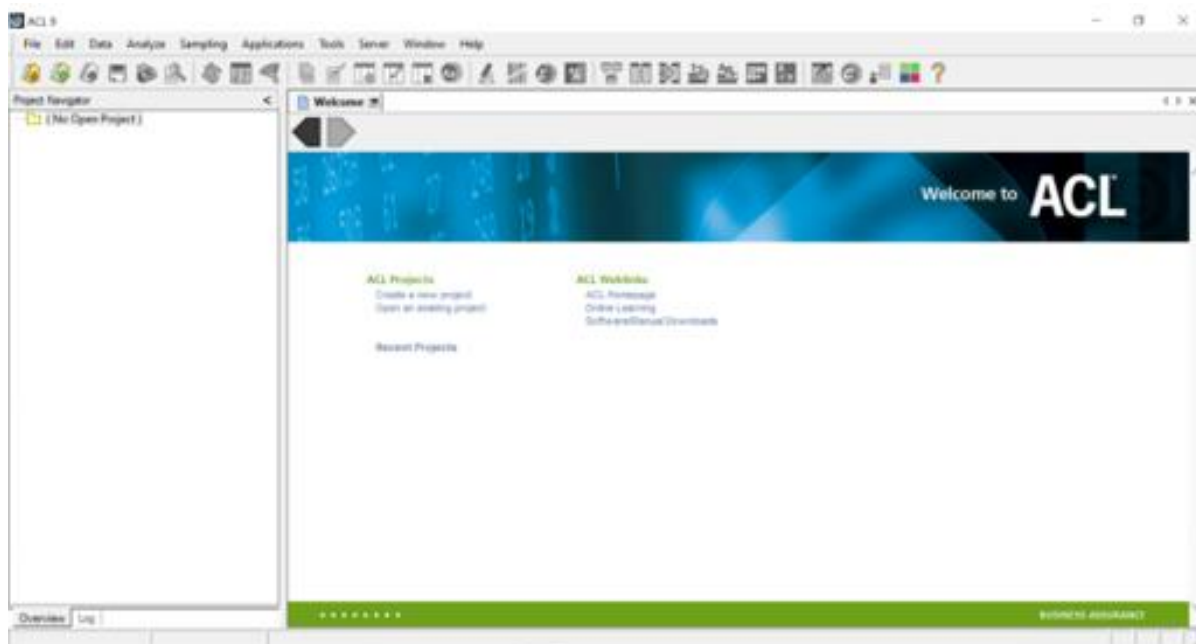 ACL 9
File Edit Data Analyze Sampling Applications Tools Server Window Help
Project Navigator <
Welcome
( No Open Project )
Welcome to ACL
ACL Projects
Create a new project
Open an existing project
Recent Projects
ACL Weblinks
ACL Homepage
Online Learning
Software/Manual Downloads
Overview Log
BUSINESS ASSURANCE